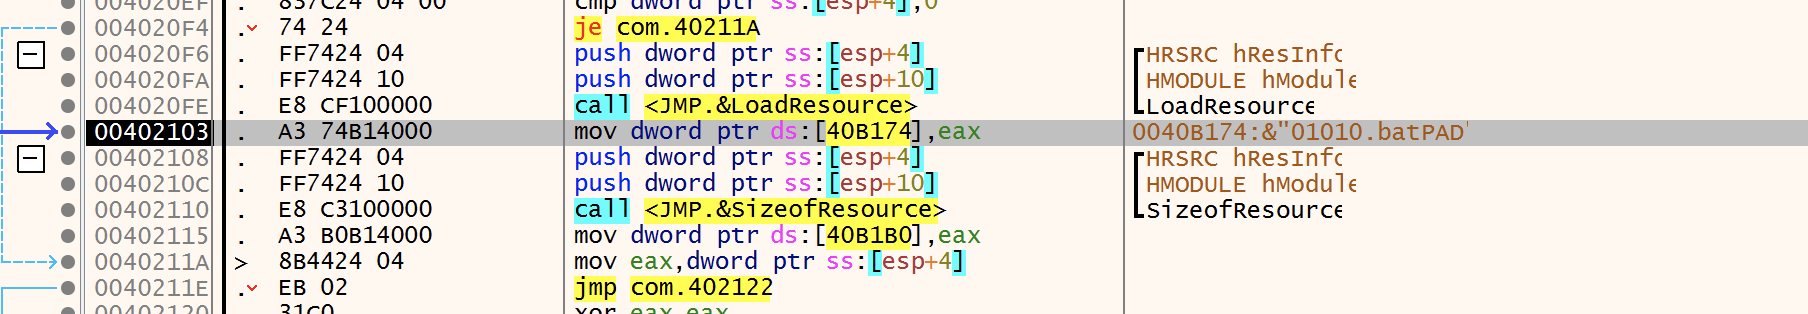 004020EF . 837C24 04 00 cmp dword ptr ss:[esp+4],0
004020F4 . 74 24 je com.40211A
004020F6 . FF7424 04 push dword ptr ss:[esp+4] HRSRC hResInfo
004020FA . FF7424 10 push dword ptr ss:[esp+10] HMODULE hModule
004020FE . E8 CF100000 call <JMP.&LoadResource> LoadResource
00402103 . A3 74B14000 mov dword ptr ds:[40B174],eax 0040B174:&"01010.batPAD
00402108 . FF7424 04 push dword ptr ss:[esp+4] HRSRC hResInfo
0040210C . FF7424 10 push dword ptr ss:[esp+10] HMODULE hModule
00402110 . E8 C3100000 call <JMP.&SizeofResource> SizeofResource
00402115 . A3 B0B14000 mov dword ptr ds:[40B1B0],eax
0040211A > 8B4424 04 mov eax,dword ptr ss:[esp+4]
0040211E . EB 02 jmp com.402122
00402120 31C0 xor eax,eax